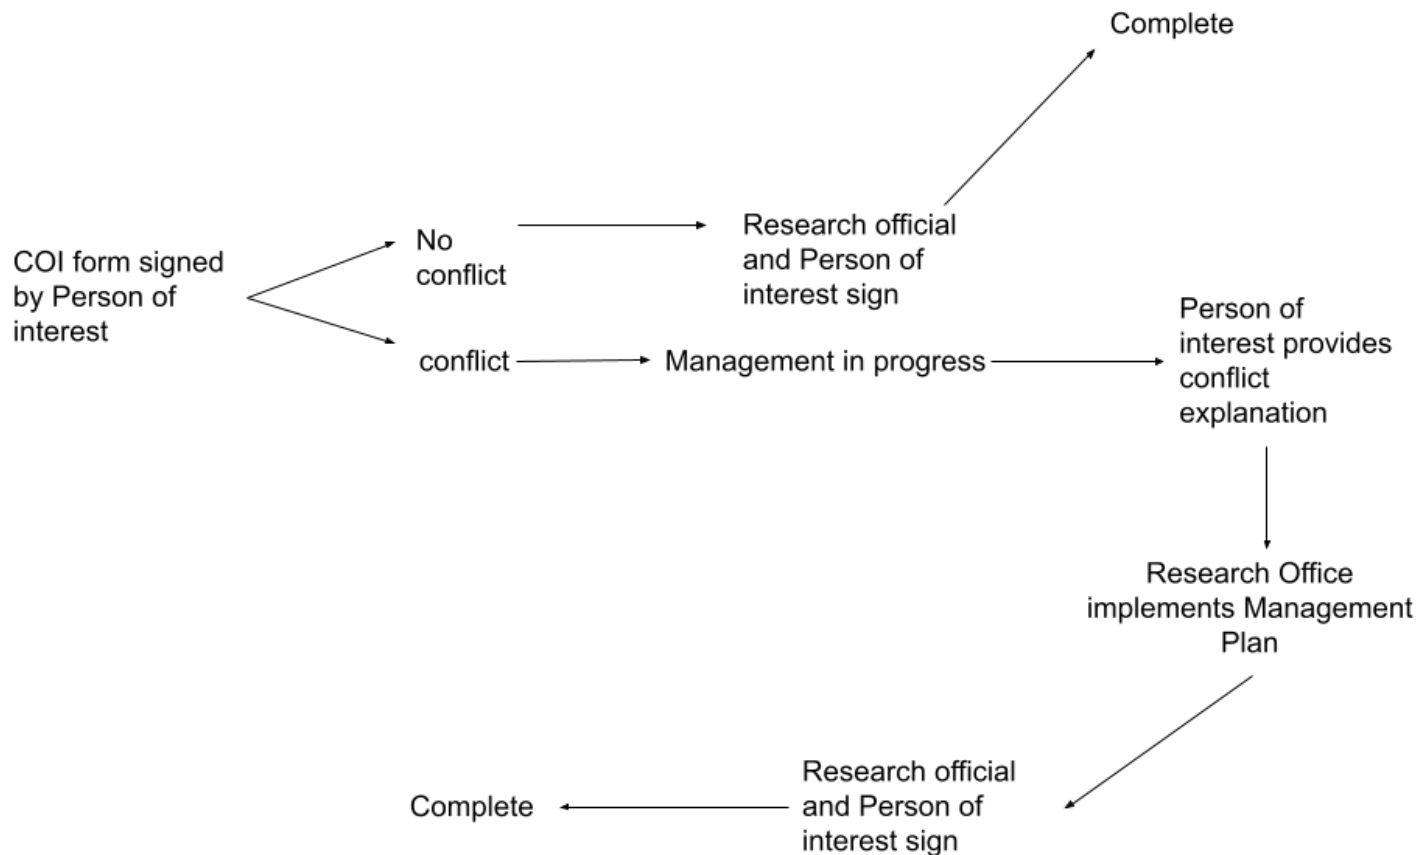 Complete
COI form signed
by Person of
interest
No
conflict
Research official
and Person of
interest sign
conflict
Management in progress
Person of
interest provides
conflict
explanation
Research Office
implements Management
Plan
Research official
and Person of
interest sign
Complete